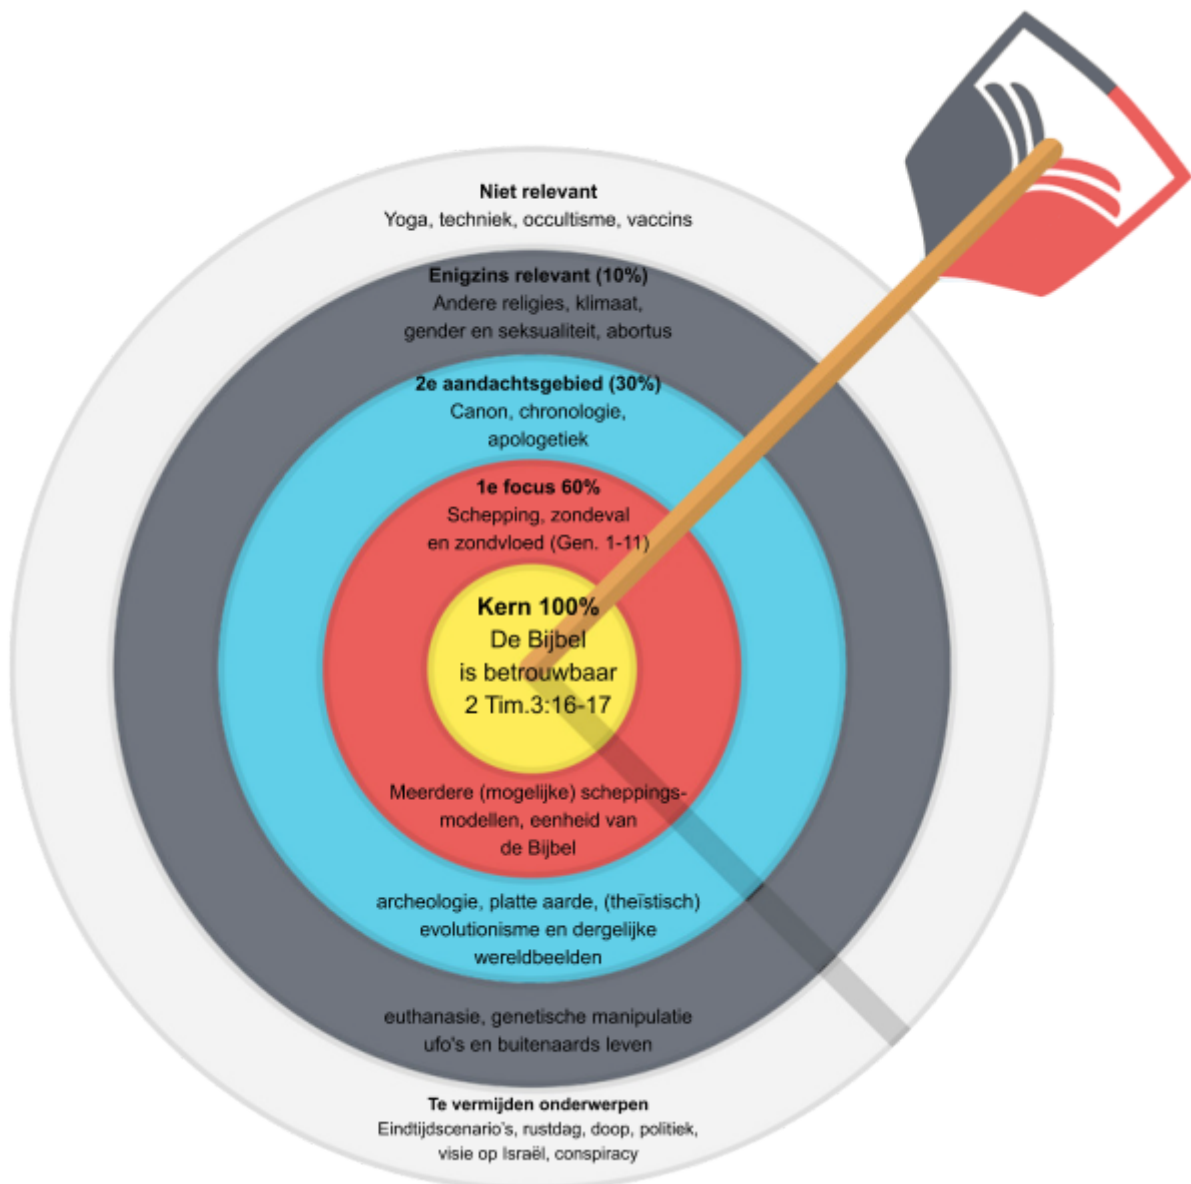 Niet relevant
Yoga, techniek, occultisme, vaccins
Enigzins relevant (10%)
Andere religies, klimaat,
gender en seksualiteit, abortus
2e aandachtsgebied (30%)
Canon, chronologie,
apologetiek
1e focus 60%
Schepping, zondeval
en zondvloed (Gen. 1-11)
Kern 100%
De Bijbel
is betrouwbaar
2 Tim.3:16-17
Meerdere (mogelijke) scheppings-
modellen, eenheid van
de Bijbel
archeologie, platte aarde, (theïstisch)
evolutionisme en dergelijke
wereldbeelden
euthanasie, genetische manipulatie
ufo's en buitenaards leven
Te vermijden onderwerpen
Eindtijdscenario's, rustdag, doop, politiek,
visie op Israël, conspiracy